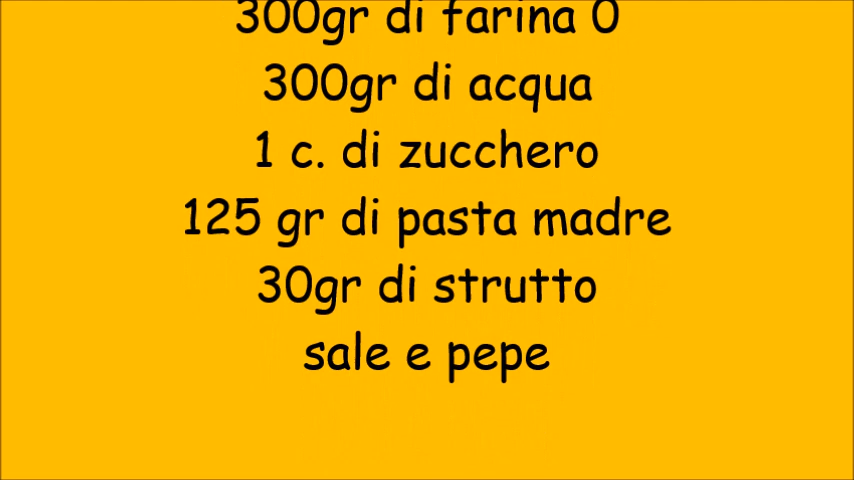 300gr di farina 0
300gr di acqua
1 c. di zucchero
125 gr di pasta madre
30gr di strutto
sale e pepe